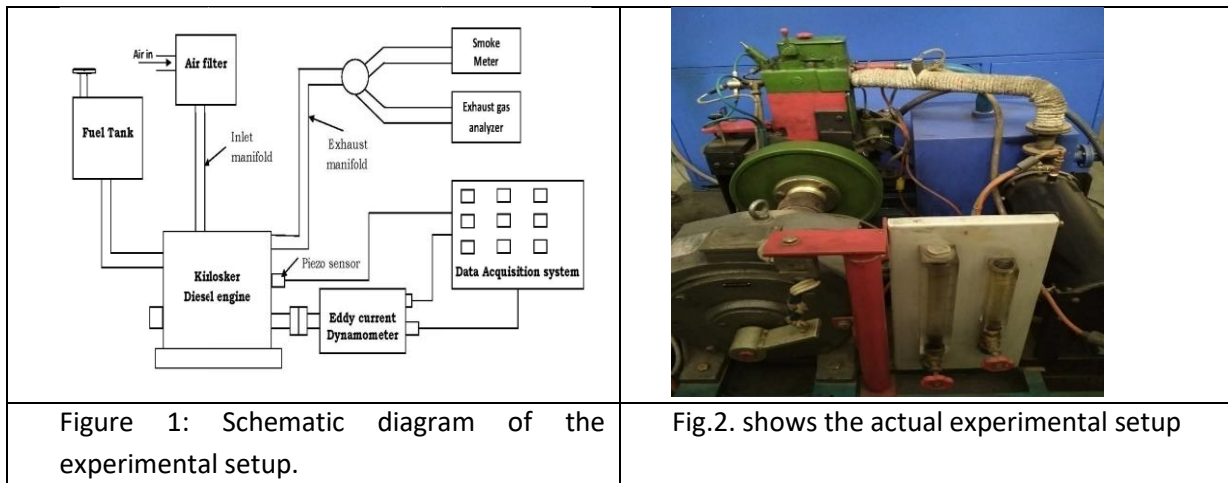 Air in
Air filter
Smoke
Meter
Fuel Tank
Exhaust gas
analyzer
Inlet
manifold
Exhaust
manifold
Piezo sensor
Data Acquisition system
Kirlosker
Diesel engine
Eddy current
Dynamometer
Figure 1: Schematic diagram of the
experimental setup.
Fig.2. shows the actual experimental setup